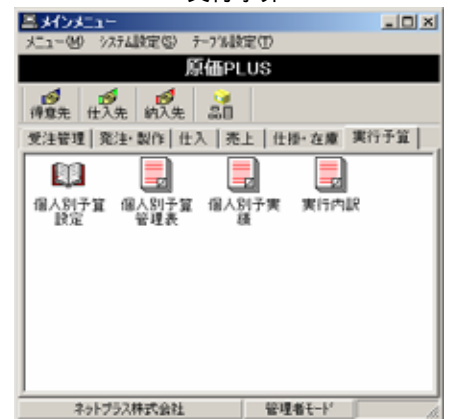 メインメニュー
メニュー(M) システム設定(S) テーブル設定(T)
原価PLUS
得意先 仕入先 納入先 品目
受注管理 発注・製作 仕入 売上 仕掛・在庫 実行予算
個人別予算設定 個人別予算管理表 個人別予実績 実行内訳
ネットプラス株式会社 管理者モード